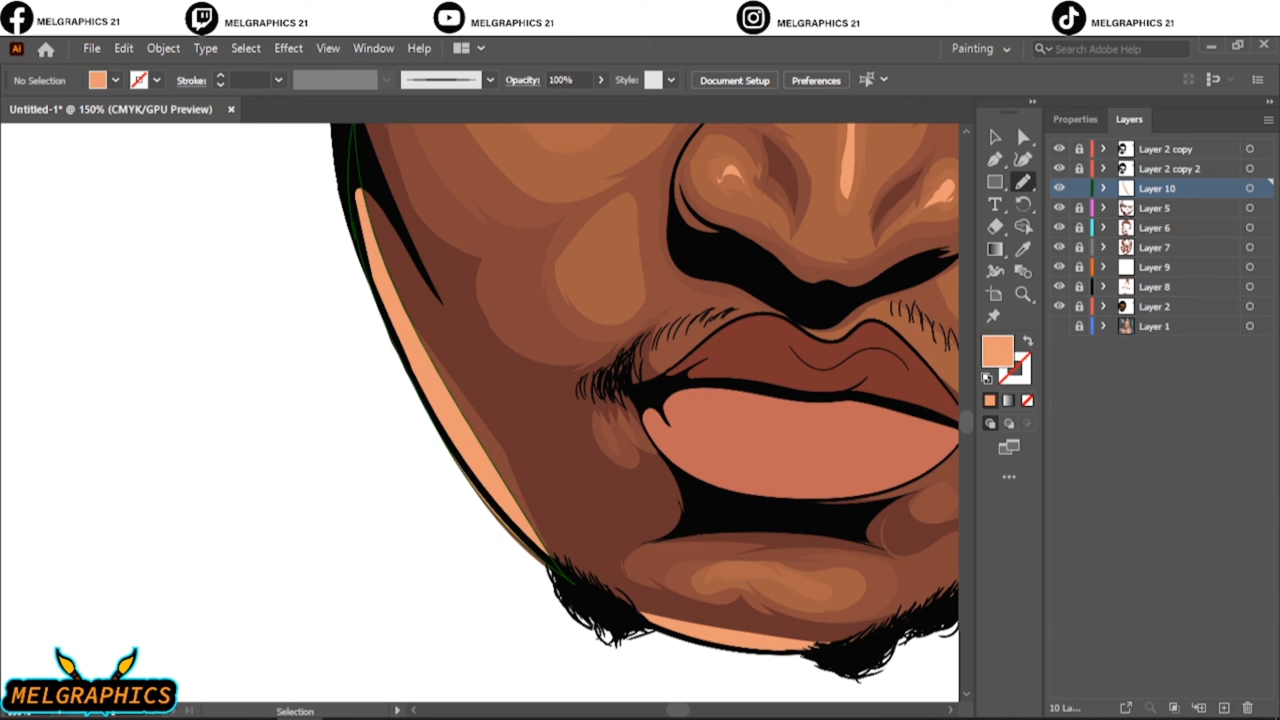 MELGRAPHICS 21
MELGRAPHICS 21
MELGRAPHICS 21
MELGRAPHICS 21
MELGRAPHICS 21
Ai File Edit Object Type Select Effect View Window Help Painting Search Adobe Help
No Selection Stroke: Opacity: 100% Style: Document Setup Preferences
Untitled-1* @ 150% (CMYK/GPU Preview)
Properties Layers
Layer 2 copy
Layer 2 copy 2
Layer 10
Layer 5
Layer 6
Layer 7
Layer 9
Layer 8
Layer 2
Layer 1
MELGRAPHICS
Selection
10 La...